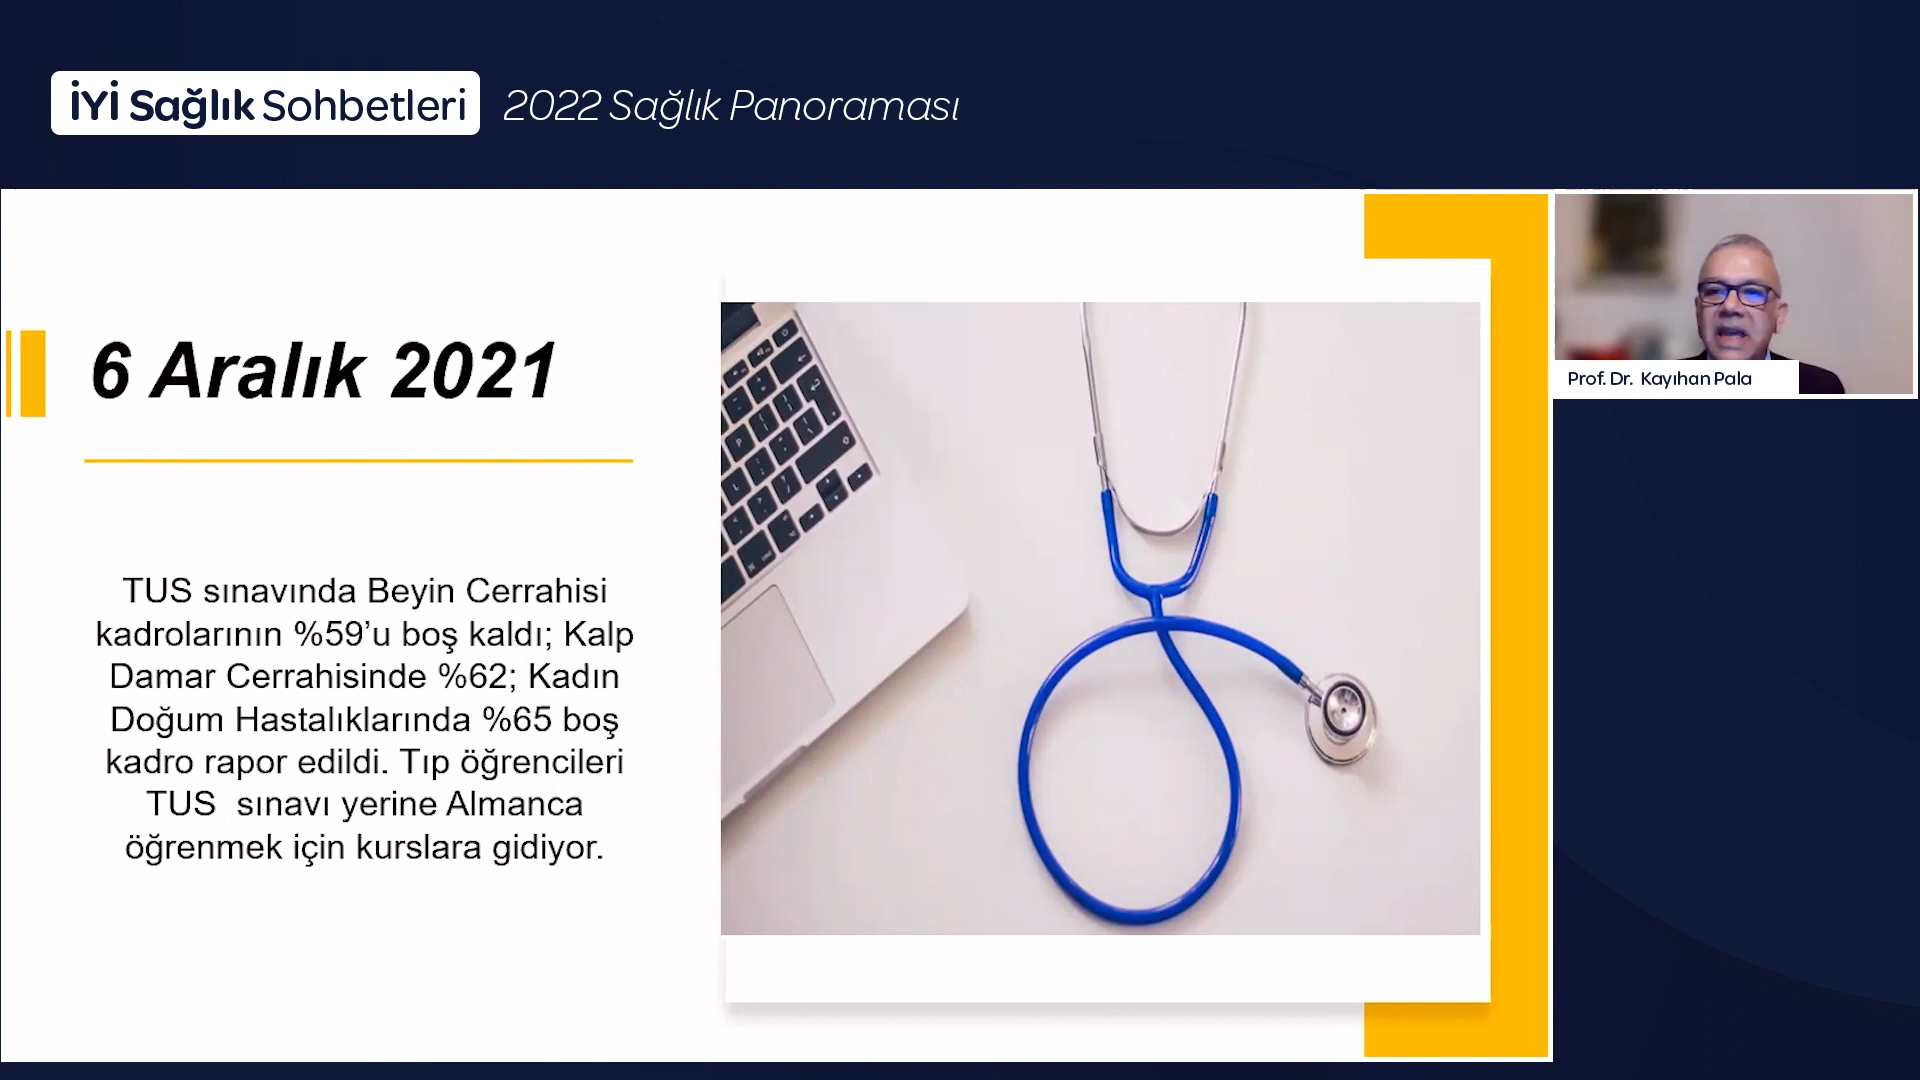 İYİ Sağlık Sohbetleri 2022 Sağlık Panoraması
6 Aralık 2021
TUS sınavında Beyin Cerrahisi
kadrolarının %59’u boş kaldı; Kalp
Damar Cerrahisinde %62; Kadın
Doğum Hastalıklarında %65 boş
kadro rapor edildi. Tıp öğrencileri
TUS  sınavı yerine Almanca
öğrenmek için kurslara gidiyor.
Prof. Dr. Kayıhan Pala